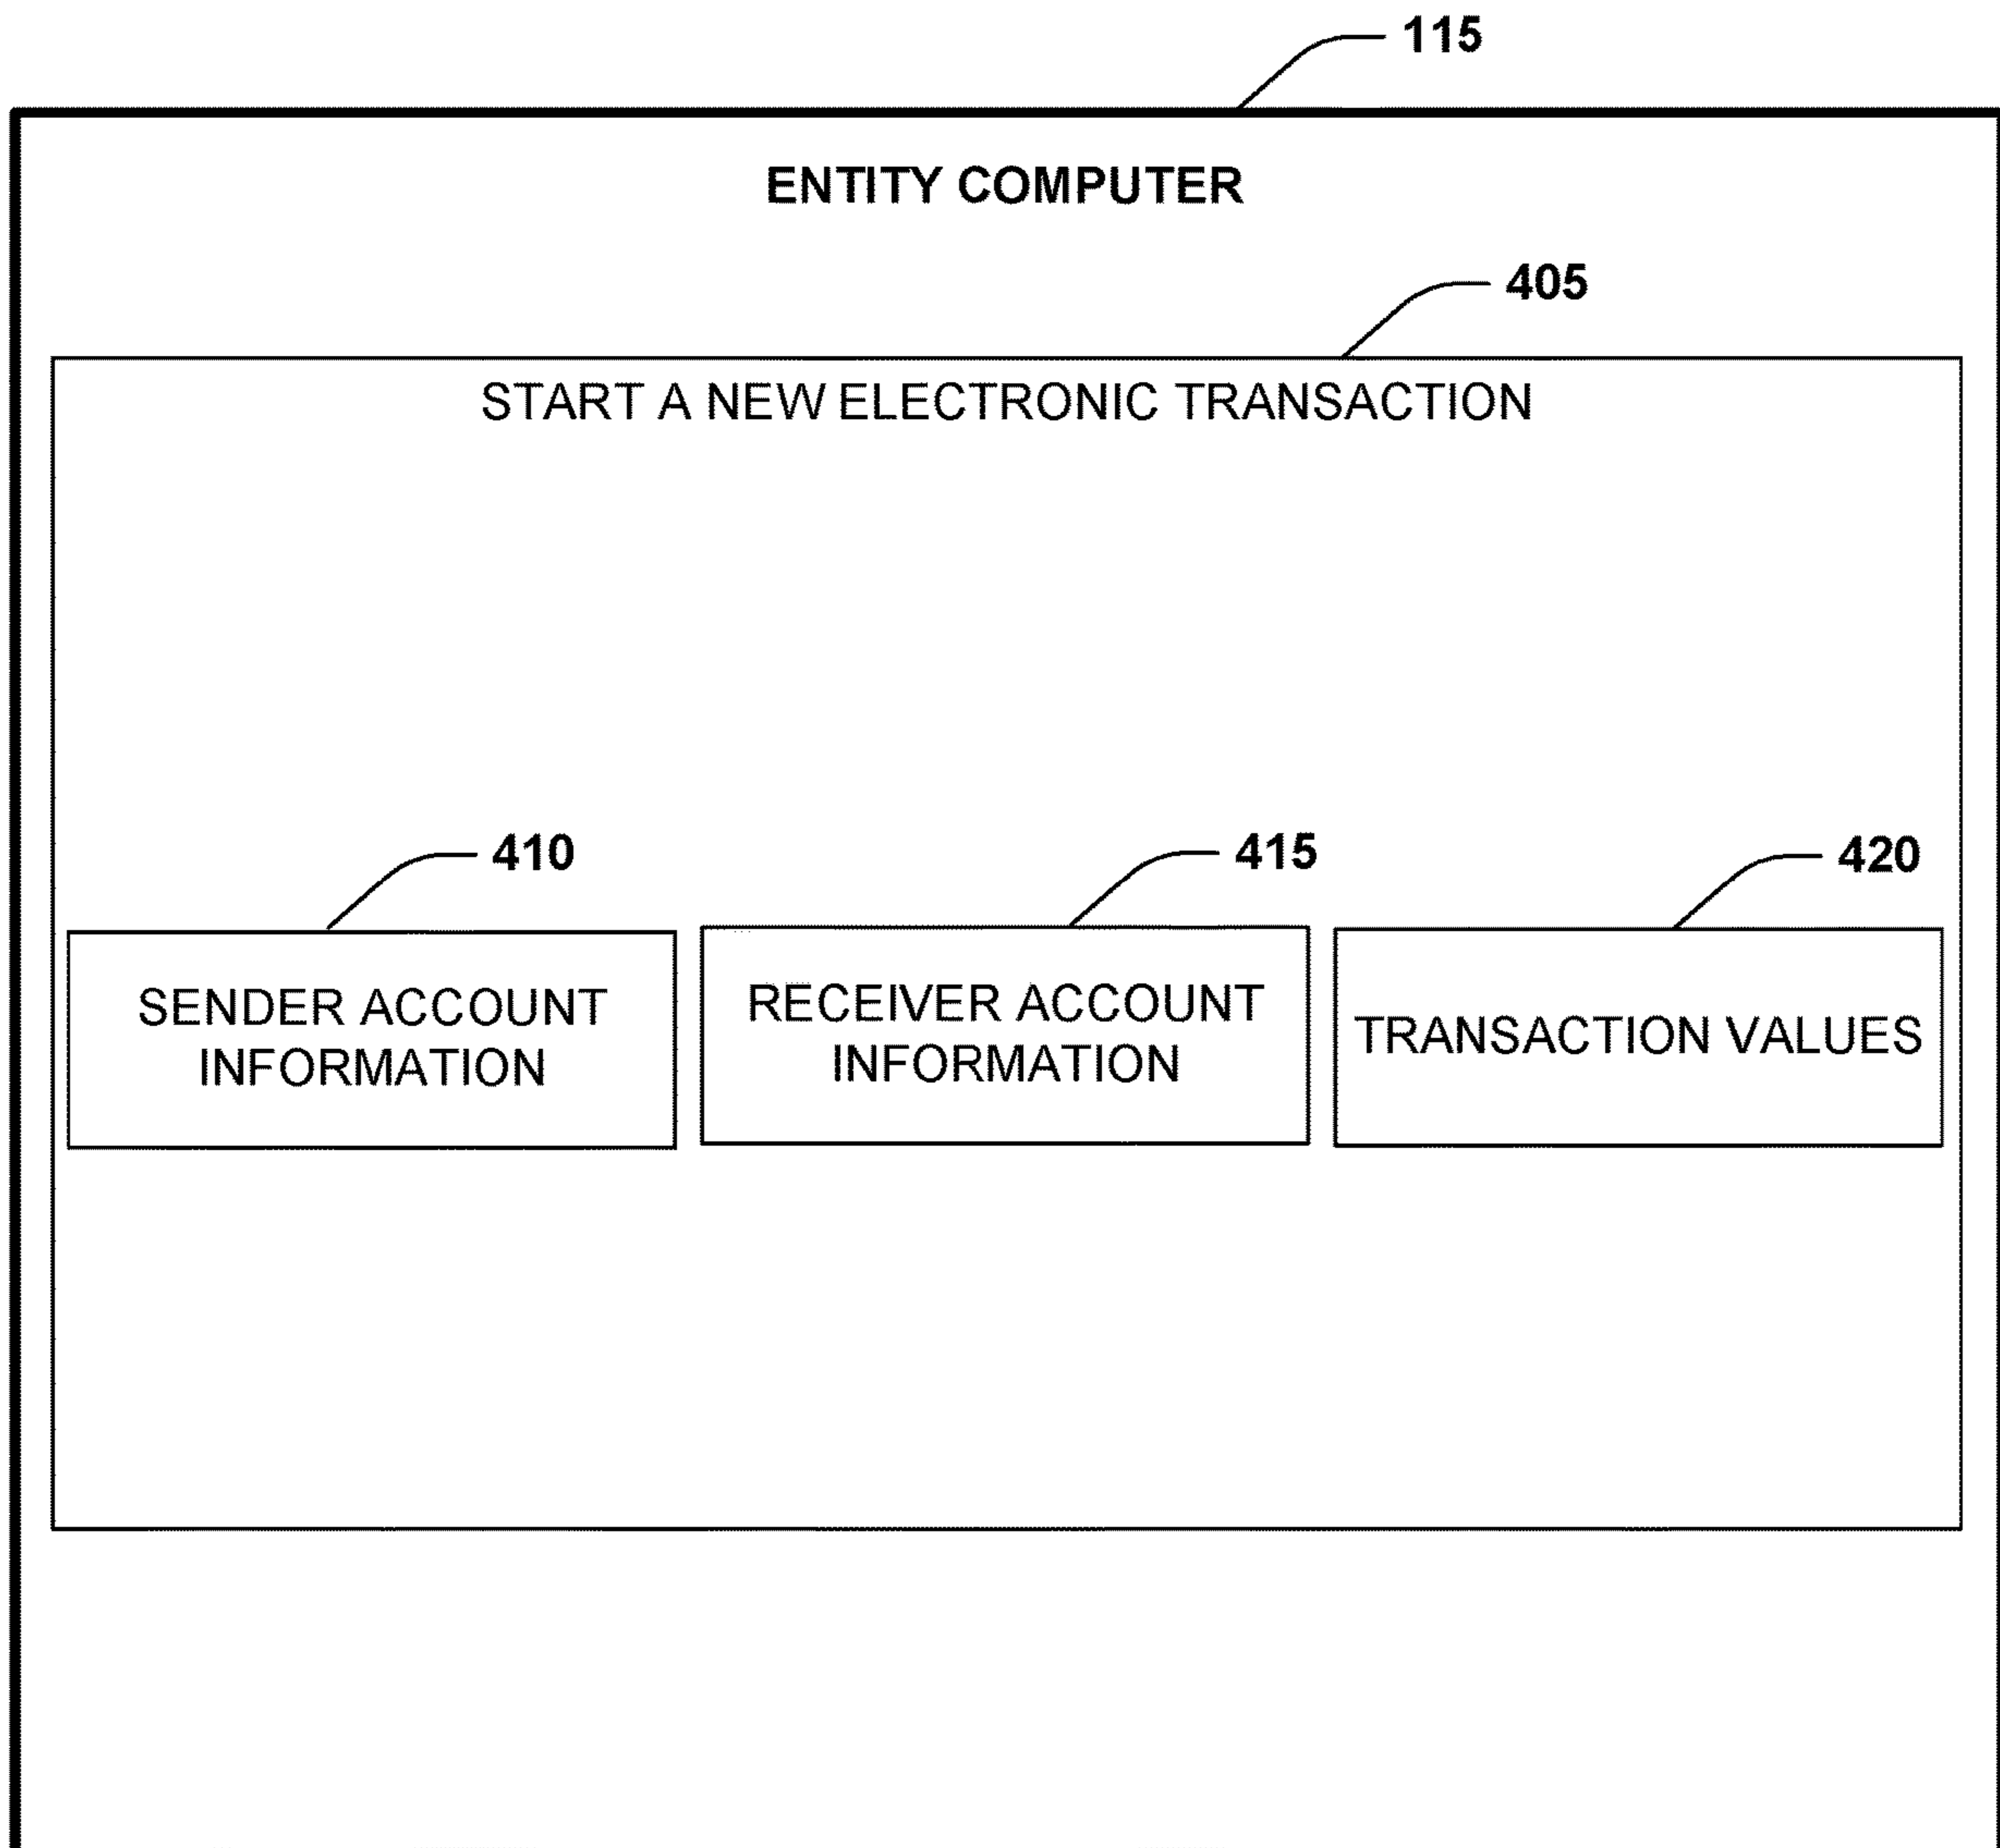 115
ENTITY COMPUTER
405
START A NEW ELECTRONIC TRANSACTION
410
415
420
SENDER ACCOUNT
INFORMATION
RECEIVER ACCOUNT
INFORMATION
TRANSACTION VALUES